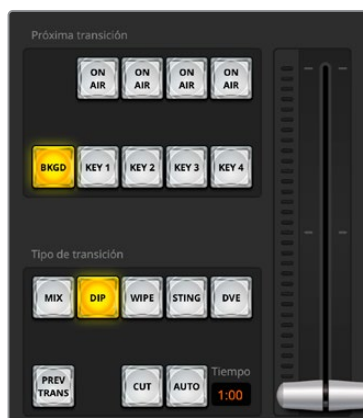 Próxima transición
ON AIR ON AIR ON AIR ON AIR
BKGD KEY 1 KEY 2 KEY 3 KEY 4
Tipo de transición
MIX DIP WIPE STING DVE
Tiempo
PREV TRANS CUT AUTO 1:00